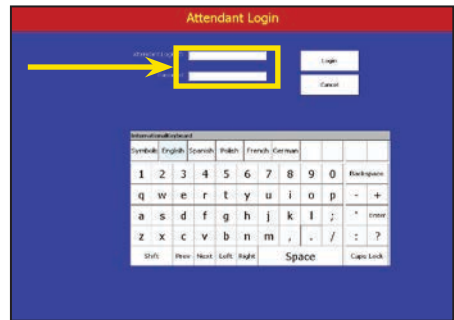 Attendant Login
Login
Cancel
InternationalKeyboard
Symbols English Spanish Polish French German
1 2 3 4 5 6 7 8 9 0 Backspace
q w e r t y u i o p - +
a s d f g h j k l ; " Enter
z x c v b n m , . / : ?
Shift Prev Next Left Right Space Caps Lock